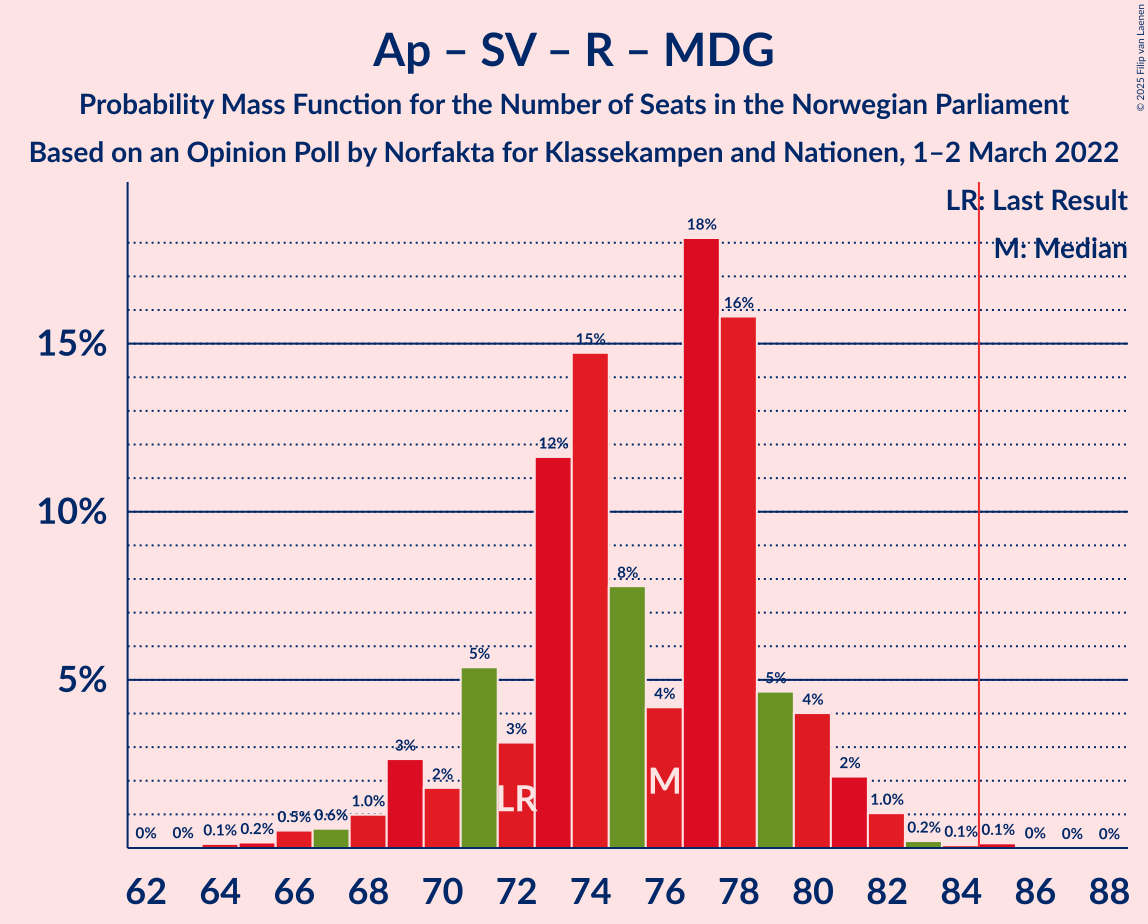 Ap – SV – R – MDG
Probability Mass Function for the Number of Seats in the Norwegian Parliament
Based on an Opinion Poll by Norfakta for Klassekampen and Nationen, 1–2 March 2022
© 2025 Filip van Laenen
LR: Last Result
M: Median
15%
10%
5%
0% 0% 0.1% 0.2% 0.5% 0.6% 1.0% 3% 2% 5% 3% 12% 15% 8% 4% 18% 16% 5% 4% 2% 1.0% 0.2% 0.1% 0.1% 0% 0% 0%
LR M
62 64 66 68 70 72 74 76 78 80 82 84 86 88